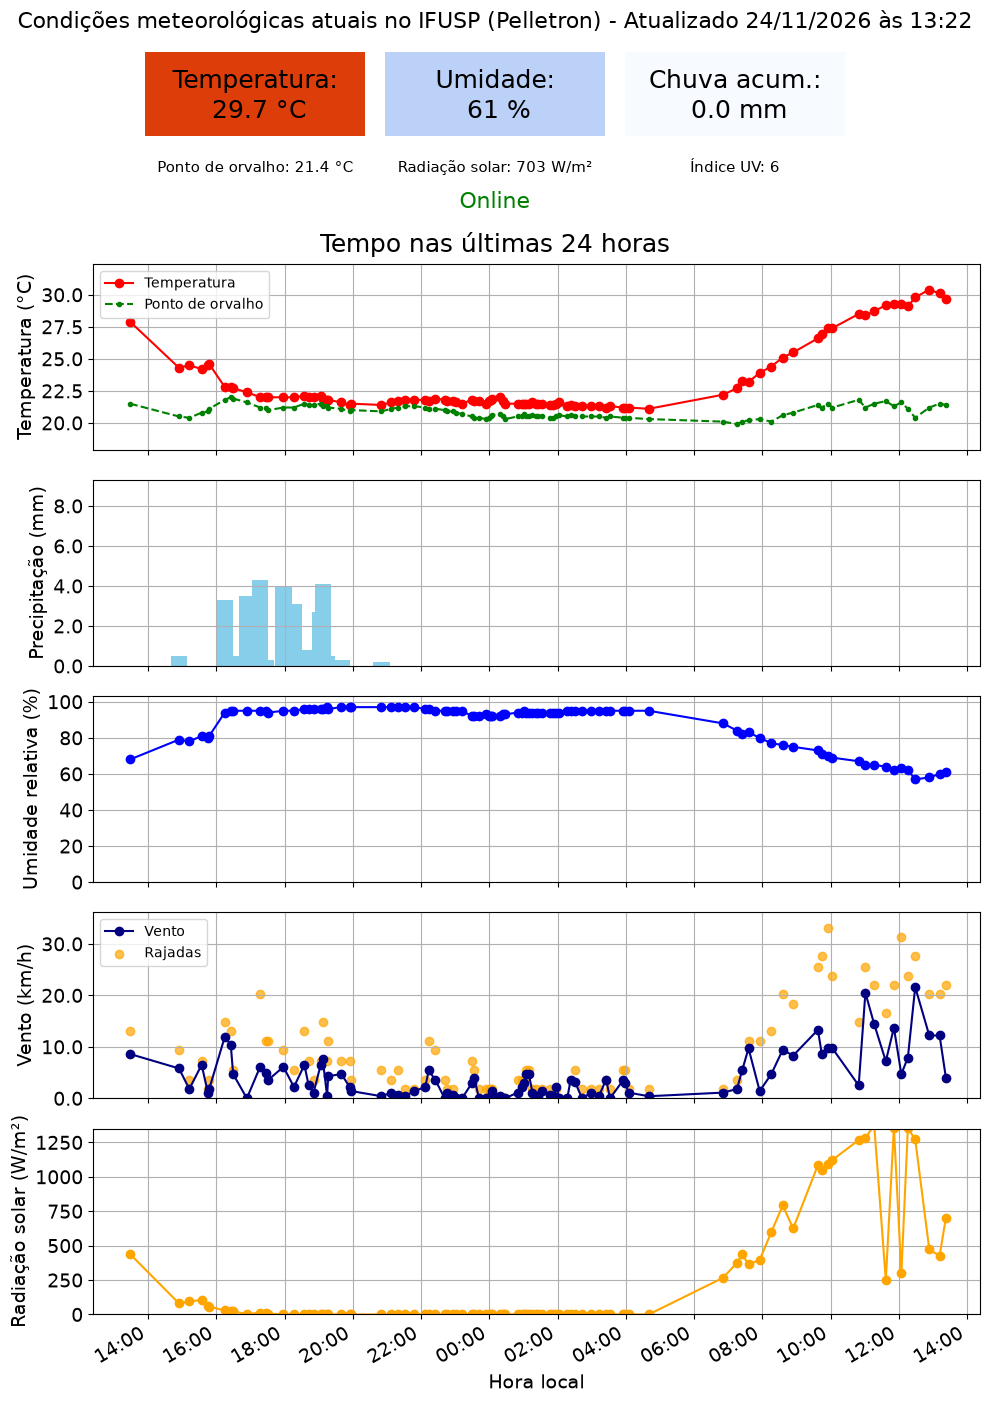 Condições meteorológicas atuais no IFUSP (Pelletron) - Atualizado 24/11/2026 às 13:22
Temperatura:
29.7 °C
Umidade:
61 %
Chuva acum.:
0.0 mm
Ponto de orvalho: 21.4 °C
Radiação solar: 703 W/m²
Índice UV: 6
Online
Tempo nas últimas 24 horas
Temperatura (°C)
30.0
27.5
25.0
22.5
20.0
Temperatura
Ponto de orvalho
Precipitação (mm)
8.0
6.0
4.0
2.0
0.0
Umidade relativa (%)
100
80
60
40
20
0
Vento (km/h)
30.0
20.0
10.0
0.0
Vento
Rajadas
Radiação solar (W/m²)
1250
1000
750
500
250
0
14:00
16:00
18:00
20:00
22:00
00:00
02:00
04:00
06:00
08:00
10:00
12:00
14:00
Hora local